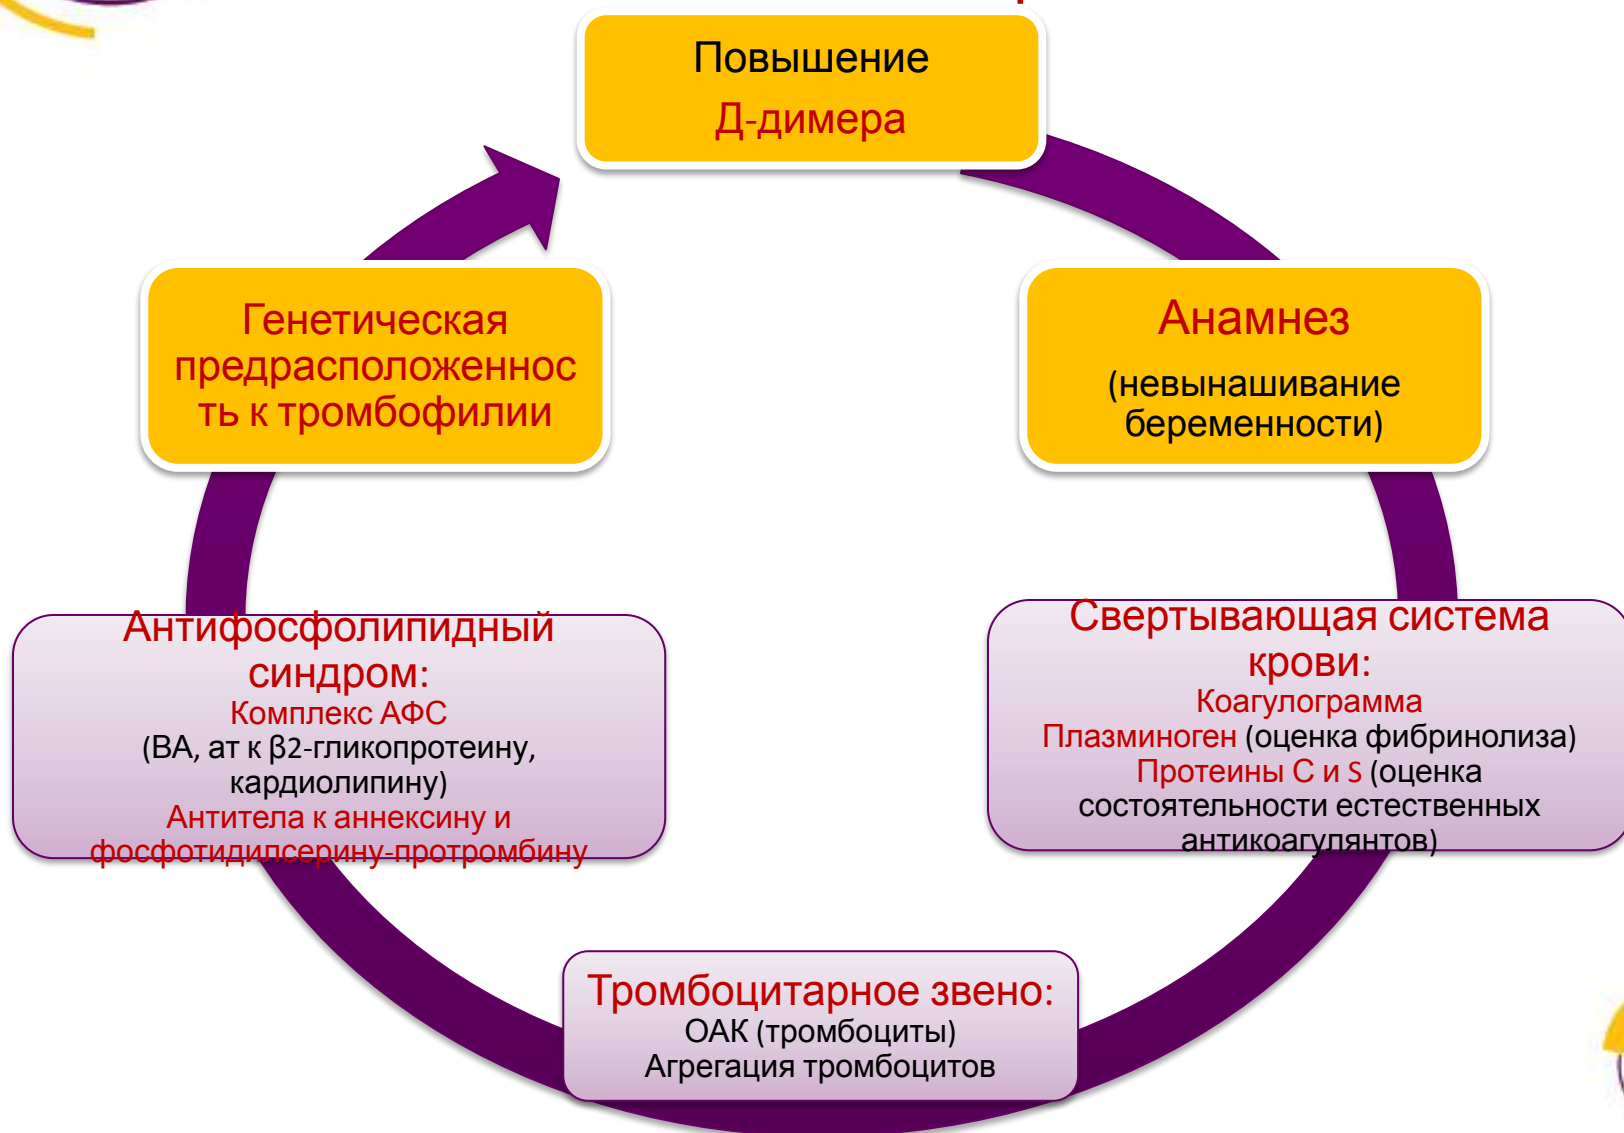 Повышение
Д-димера
Анамнез
(невынашивание
беременности)
Свертывающая система
крови:
Коагулограмма
Плазминоген (оценка фибринолиза)
Протеины С и S (оценка
состоятельности естественных
антикоагулянтов)
Тромбоцитарное звено:
ОАК (тромбоциты)
Агрегация тромбоцитов
Антифосфолипидный
синдром:
Комплекс АФС
(ВА, ат к β2-гликопротеину,
кардиолипину)
Антитела к аннексину и
фосфотидилсерину-протромбину
Генетическая
предрасположеннос
ть к тромбофилии